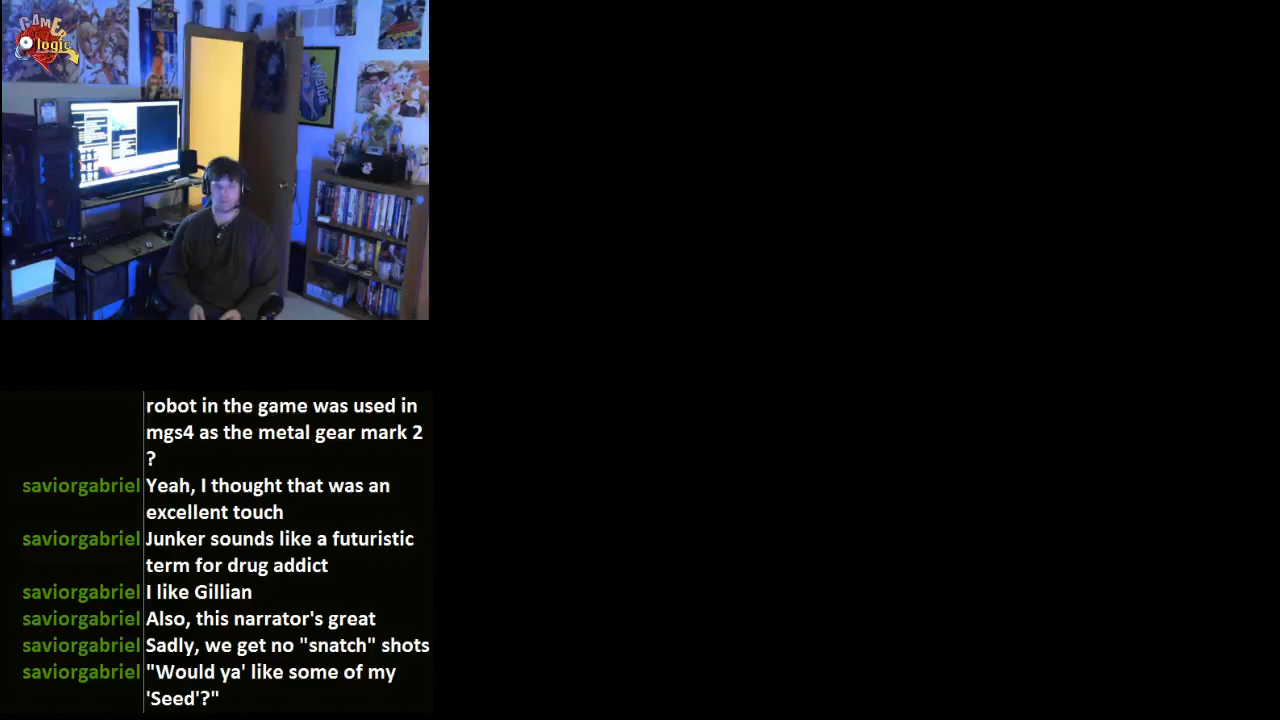 GAMER
logic
robot in the game was used in
mgs4 as the metal gear mark 2
?
saviorgabriel Yeah, I thought that was an
excellent touch
saviorgabriel Junker sounds like a futuristic
term for drug addict
saviorgabriel I like Gillian
saviorgabriel Also, this narrator's great
saviorgabriel Sadly, we get no "snatch" shots
saviorgabriel "Would ya' like some of my
'Seed'?"